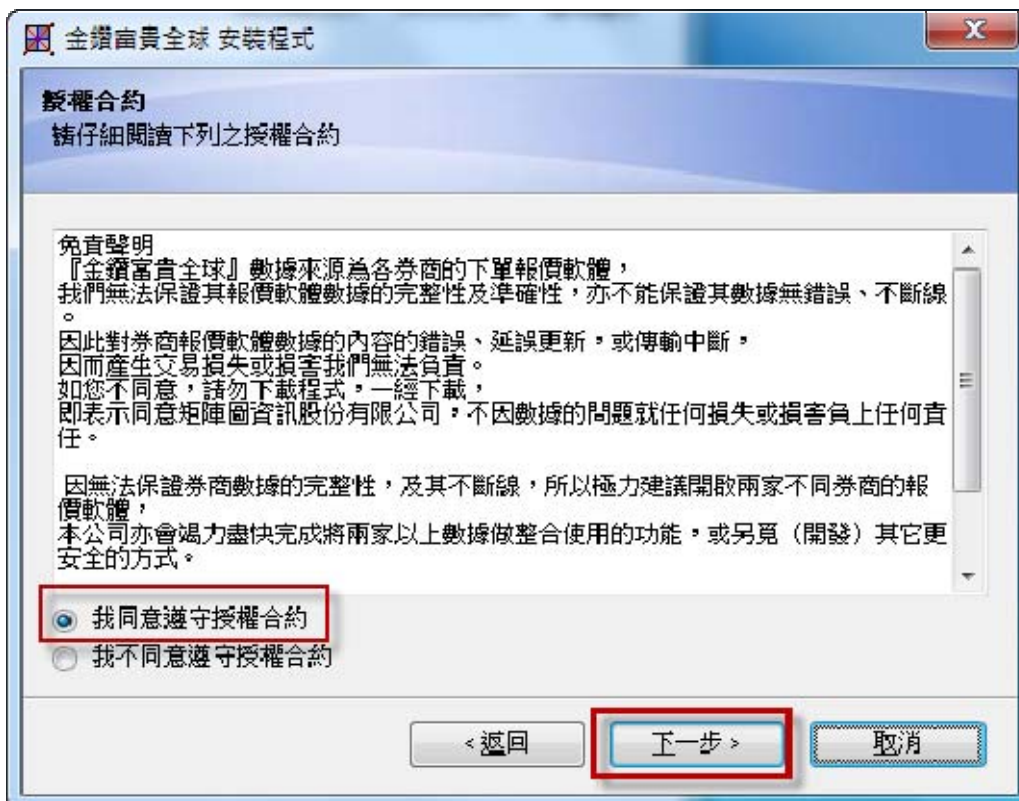 金鑽富貴全球 安裝程式
授權合約
請仔細閱讀下列之授權合約
免責聲明
『金鑽富貴全球』數據來源為各券商的下單報價軟體，
我們無法保證其報價軟體數據的完整性及準確性，亦不能保證其數據無錯誤、不斷線
。
因此對券商報價軟體數據的內容的錯誤、延誤更新，或傳輸中斷，
因而產生交易損失或損害我們無法負責。
如您不同意，請勿下載程式，一經下載，
即表示同意矩陣圖資訊股份有限公司，不因數據的問題就任何損失或損害負上任何責
任。
因無法保證券商數據的完整性，及其不斷線，所以極力建議開啟兩家不同券商的報
價軟體，
本公司亦會竭力盡快完成將兩家以上數據做整合使用的功能，或另覓（開發）其它更
安全的方式。
我同意遵守授權合約
我不同意遵守授權合約
<返回 下一步> 取消